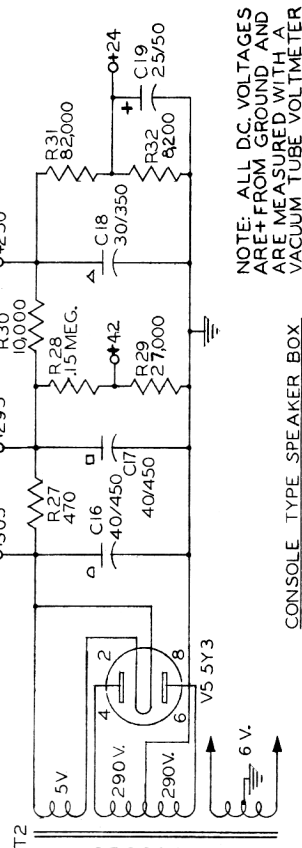 T2
5V
290V.
290V.
6 V.
4
2
6
8
V5 5Y3
C16
40/450
R27
470
C17
40/450
R30
10,000
R28
.15 MEG.
+42
R29
27,000
C18
30/350
R31
82,000
+24
R32
8,200
+
C19
25/50
NOTE: ALL D.C. VOLTAGES
ARE + FROM GROUND AND
ARE MEASURED WITH A
VACUUM TUBE VOLTMETER
CONSOLE TYPE SPEAKER BOX